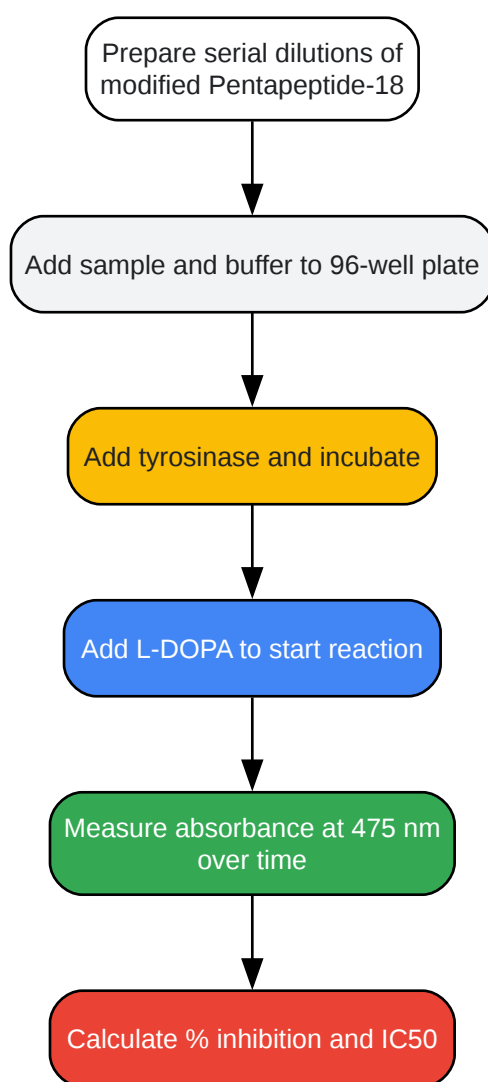 Prepare serial dilutions of
modified Pentapeptide-18
Add sample and buffer to 96-well plate
Add tyrosinase and incubate
Add L-DOPA to start reaction
Measure absorbance at 475 nm
over time
Calculate % inhibition and IC50